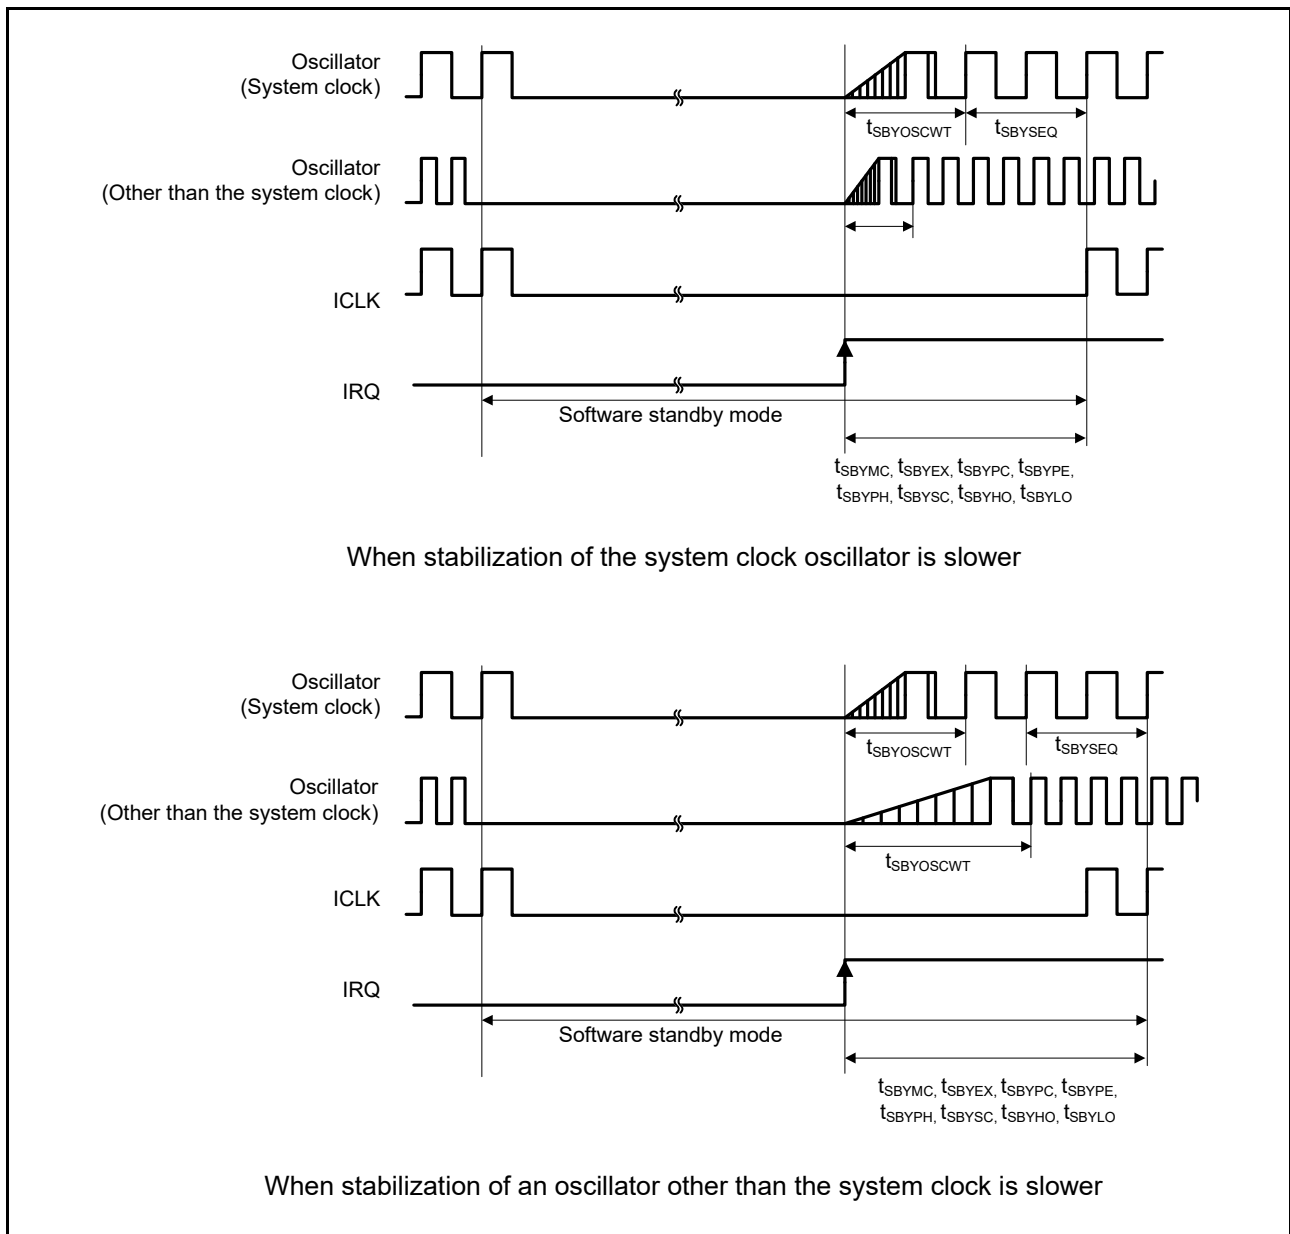 Oscillator
(System clock)
tSBYOSCWT tSBYSEQ
Oscillator
(Other than the system clock)
ICLK
IRQ
Software standby mode
tSBYMC, tSBYEX, tSBYPC, tSBYPE,
tSBYPH, tSBYSC, tSBYHO, tSBYLO
When stabilization of the system clock oscillator is slower
Oscillator
(System clock)
tSBYOSCWT tSBYSEQ
Oscillator
(Other than the system clock)
tSBYOSCWT
ICLK
IRQ
Software standby mode
tSBYMC, tSBYEX, tSBYPC, tSBYPE,
tSBYPH, tSBYSC, tSBYHO, tSBYLO
When stabilization of an oscillator other than the system clock is slower